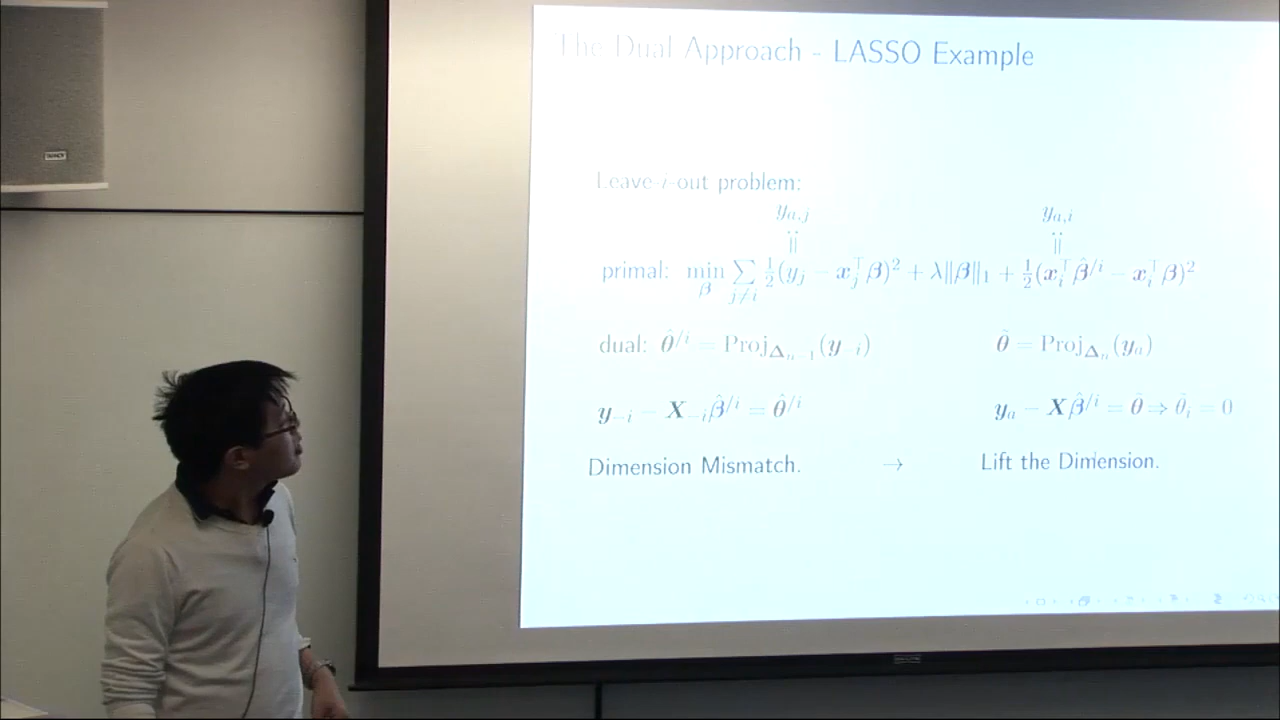 The Dual Approach - LASSO Example
Leave-i-out problem:
y_{a,j} y_{a,i}
= =
primal: min_β ∑_{j≠i} ½(y_j − x_j^⊤β)² + λ‖β‖₁ + ½(x_i^⊤β̂^{/i} − x_i^⊤β)²
dual: θ̂^{/i} = Proj_{Δ_{n−1}}(y_{−i}) θ̃ = Proj_{Δ_n}(y_a)
y_{−i} − X_{−i}β̂^{/i} = θ̂^{/i} y_a − Xβ̂^{/i} = θ̃ ⇒ θ̃_i = 0
Dimension Mismatch. → Lift the Dimension.